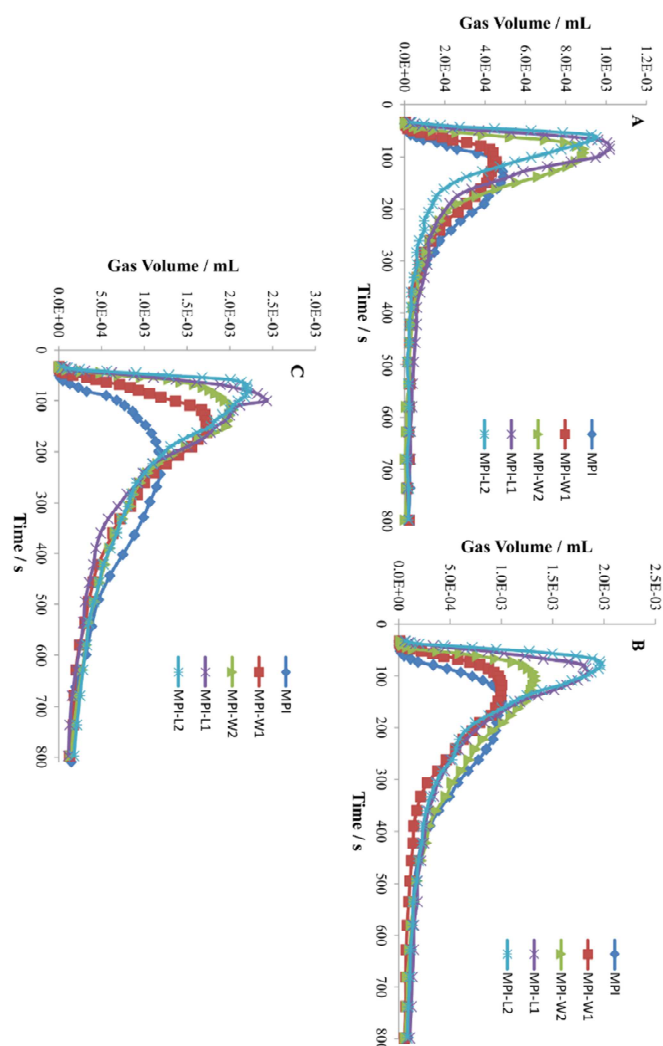 A
Gas Volume / mL
1.2E-03
1.0E-03
8.0E-04
6.0E-04
4.0E-04
2.0E-04
0.0E+00
0
100
200
300
400
500
600
700
800
Time / s
MPI
MPI-W1
MPI-W2
MPI-L1
MPI-L2
B
Gas Volume / mL
2.5E-03
2.0E-03
1.5E-03
1.0E-03
5.0E-04
0.0E+00
0
100
200
300
400
500
600
700
800
Time / s
MPI
MPI-W1
MPI-W2
MPI-L1
MPI-L2
C
Gas Volume / mL
3.0E-03
2.5E-03
2.0E-03
1.5E-03
1.0E-03
5.0E-04
0.0E+00
0
100
200
300
400
500
600
700
800
Time / s
MPI
MPI-W1
MPI-W2
MPI-L1
MPI-L2